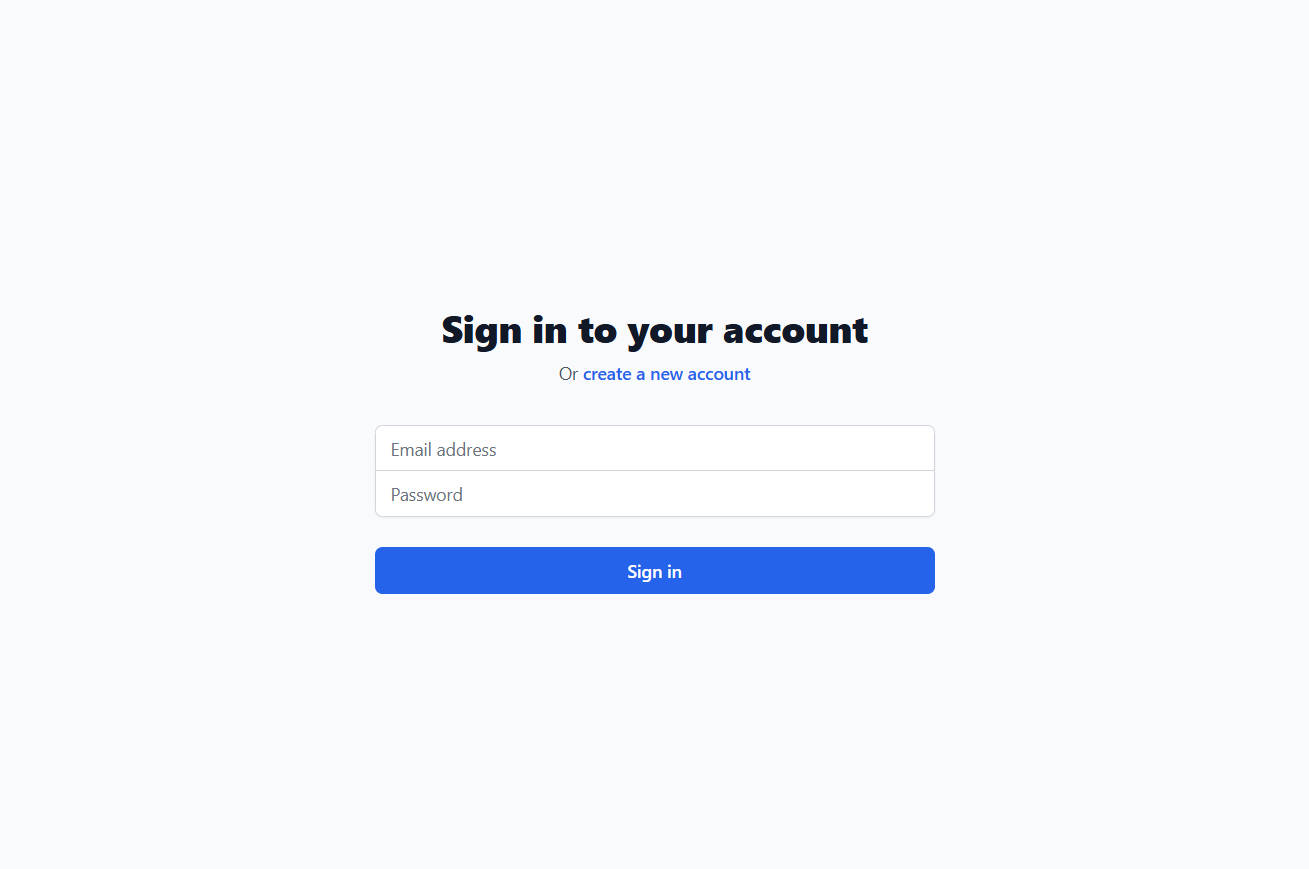 Sign in to your account
Or create a new account
Email address
Password
Sign in